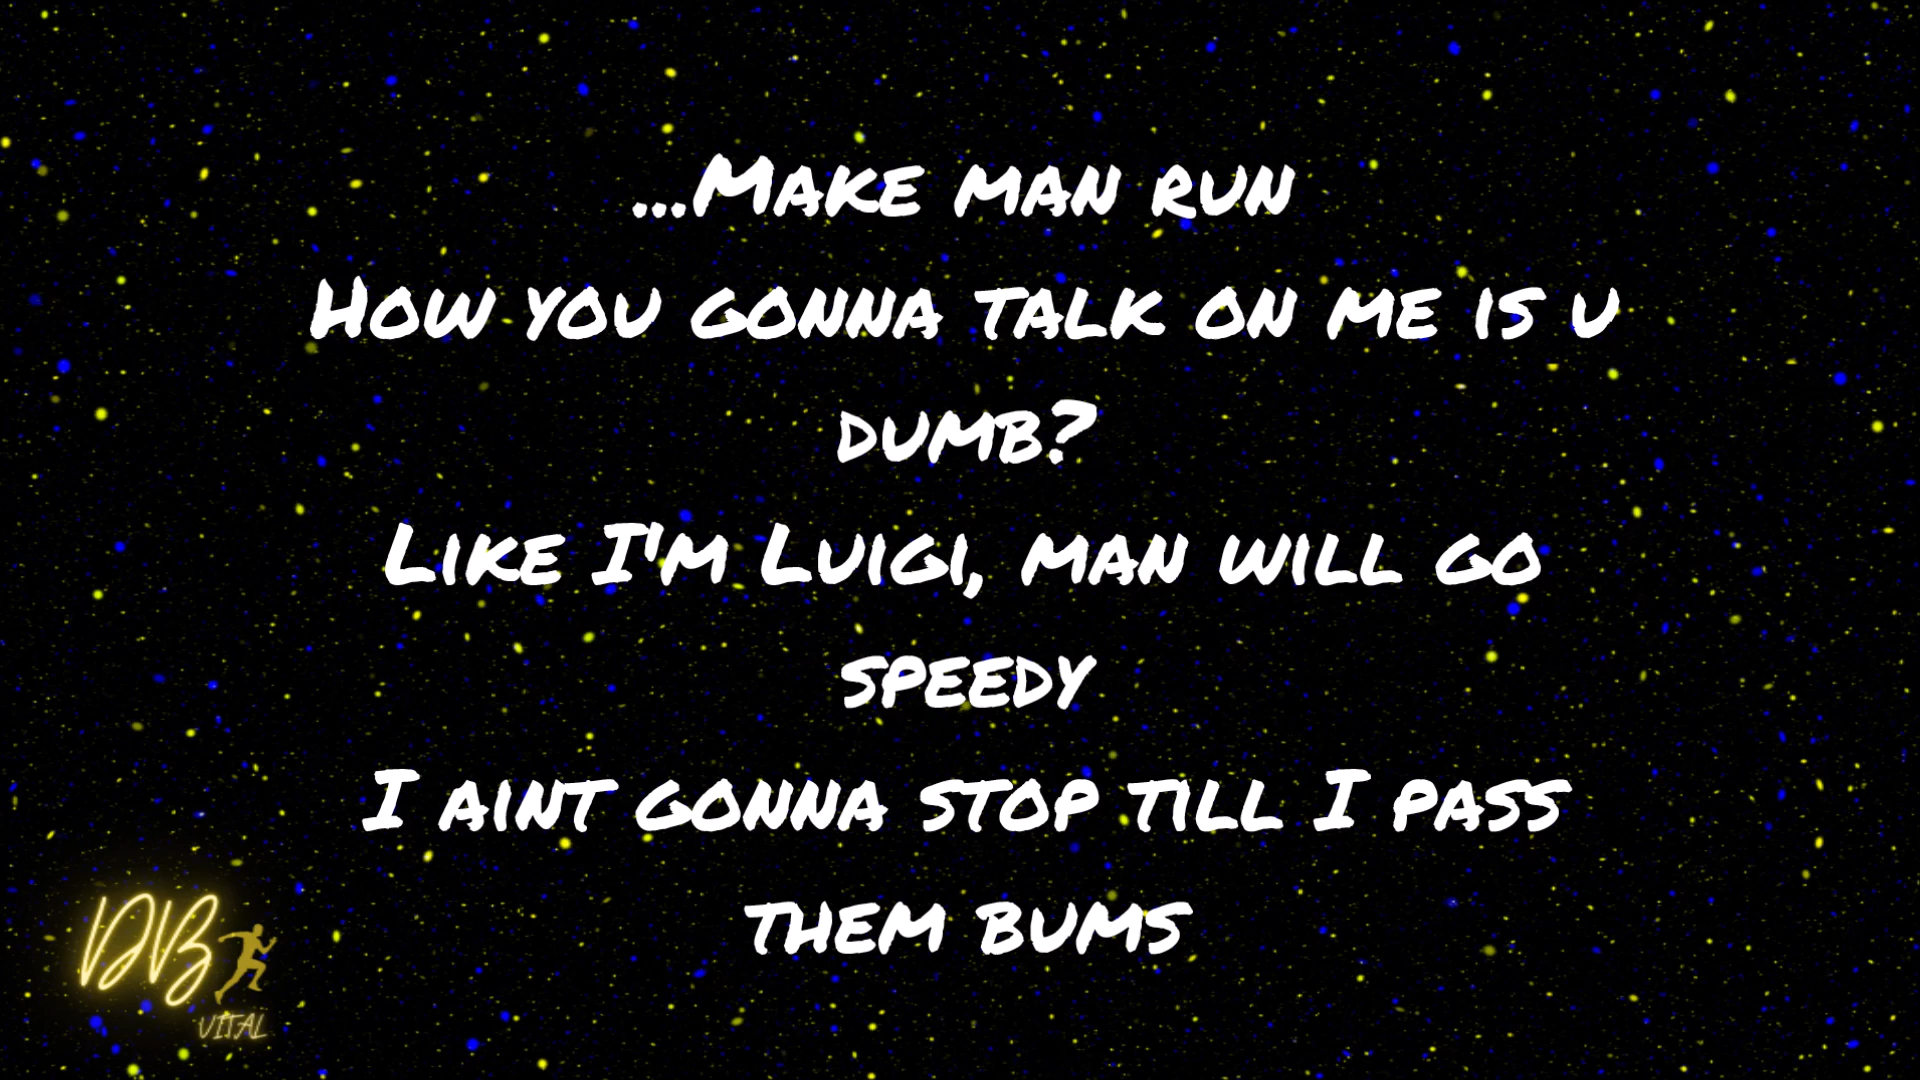 ...Make man run
How you gonna talk on me is u
dumb?
Like I'm Luigi, man will go
speedy
I aint gonna stop till I pass
them bums
DB
VITAL